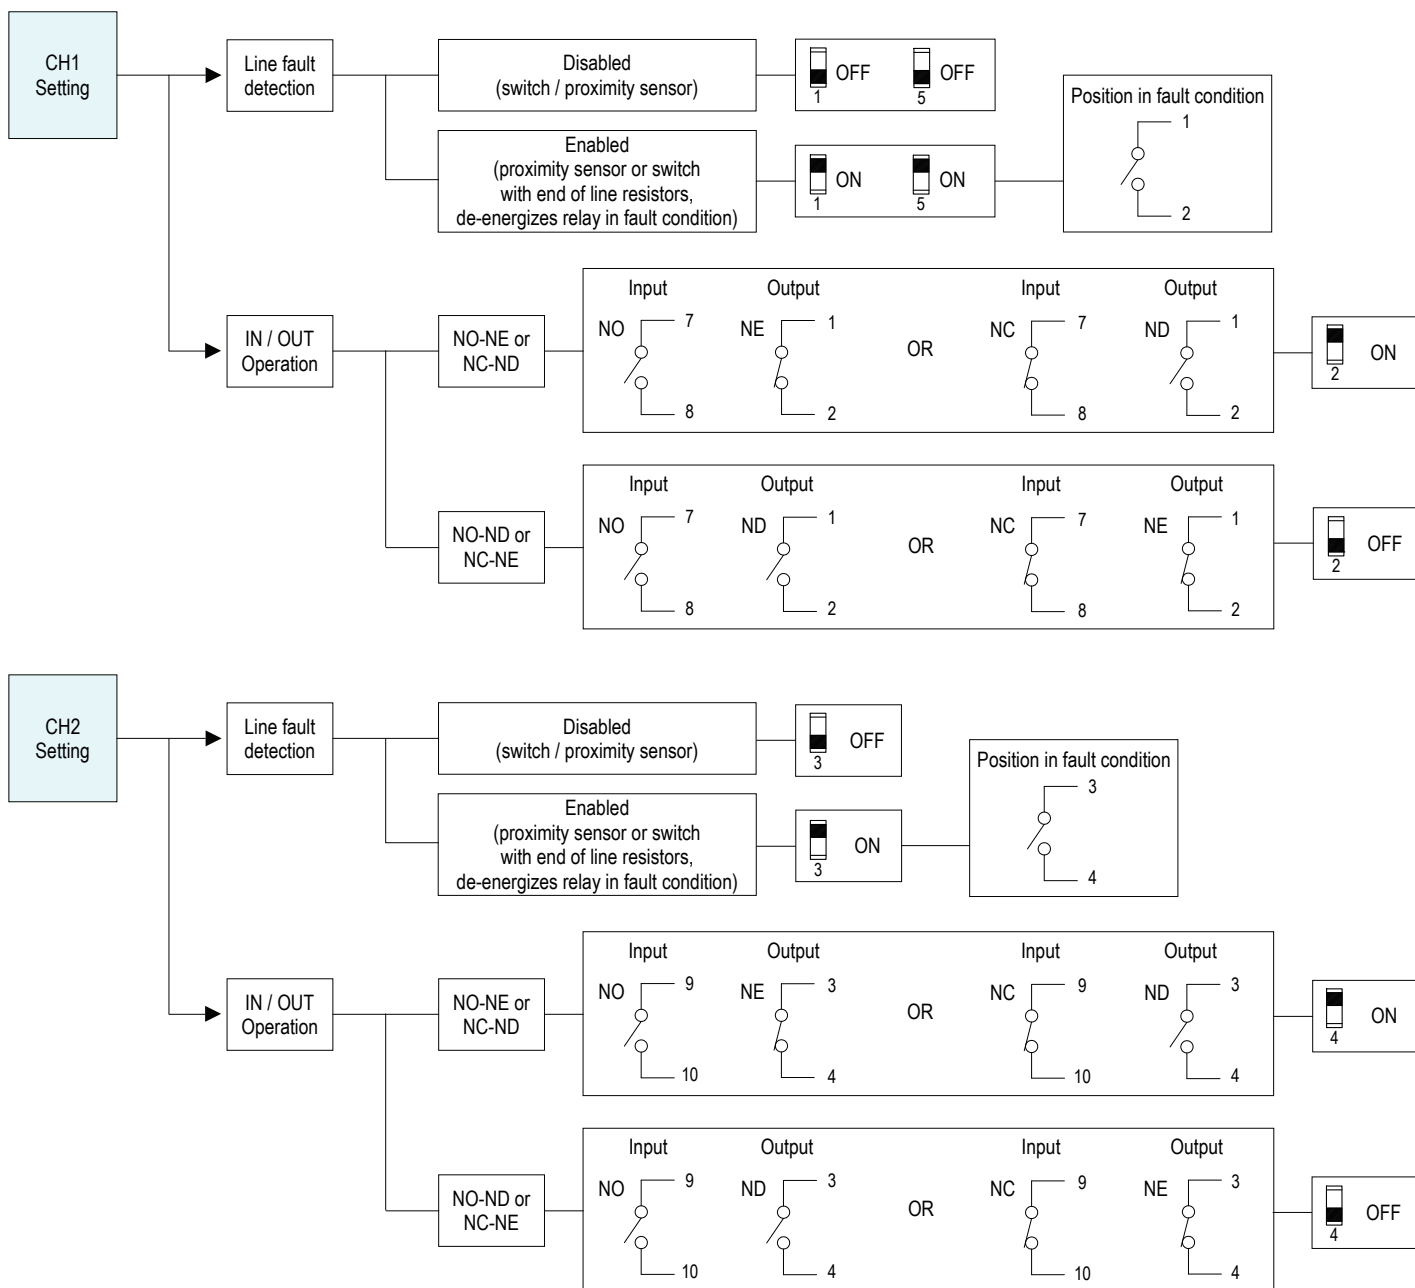 CH1
Setting
Line fault
detection
Disabled
(switch / proximity sensor)
1
OFF
5
OFF
Enabled
(proximity sensor or switch
with end of line resistors,
de-energizes relay in fault condition)
1
ON
5
ON
Position in fault condition
1
2
IN / OUT
Operation
NO-NE or
NC-ND
Input
Output
Input
Output
NO
7
8
NE
1
2
OR
NC
7
8
ND
1
2
2
ON
NO-ND or
NC-NE
Input
Output
Input
Output
NO
7
8
ND
1
2
OR
NC
7
8
NE
1
2
2
OFF
CH2
Setting
Line fault
detection
Disabled
(switch / proximity sensor)
3
OFF
Enabled
(proximity sensor or switch
with end of line resistors,
de-energizes relay in fault condition)
3
ON
Position in fault condition
3
4
IN / OUT
Operation
NO-NE or
NC-ND
Input
Output
Input
Output
NO
9
10
NE
3
4
OR
NC
9
10
ND
3
4
4
ON
NO-ND or
NC-NE
Input
Output
Input
Output
NO
9
10
ND
3
4
OR
NC
9
10
NE
3
4
4
OFF